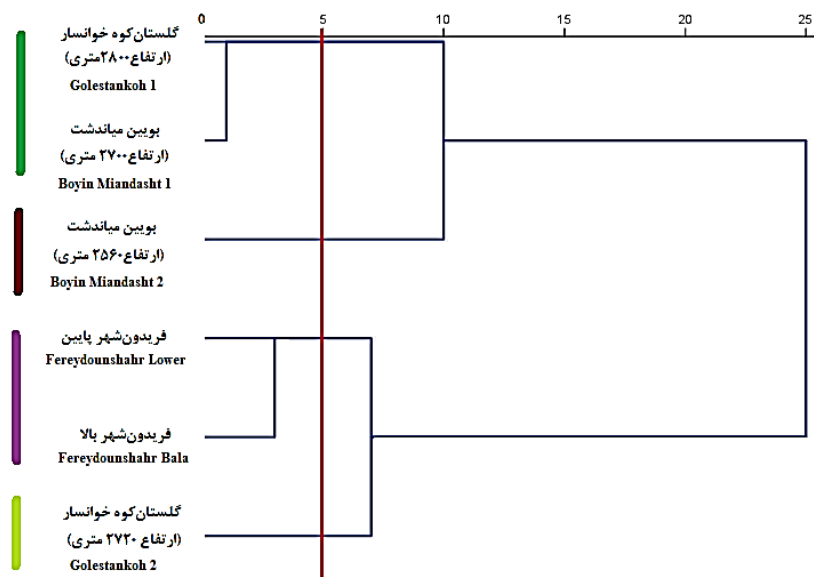 0 5 10 15 20 25
گلستان‌کوه خوانسار
(ارتفاع۲۸۰۰متری)
Golestankoh 1
بویین میاندشت
(ارتفاع۲۷۰۰ متری)
Boyin Miandasht 1
بویین میاندشت
(ارتفاع۲۵۶۰ متری)
Boyin Miandasht 2
فریدون‌شهر پایین
Fereydounshahr Lower
فریدون‌شهر بالا
Fereydounshahr Bala
گلستان‌کوه خوانسار
(ارتفاع ۲۷۲۰ متری)
Golestankoh 2